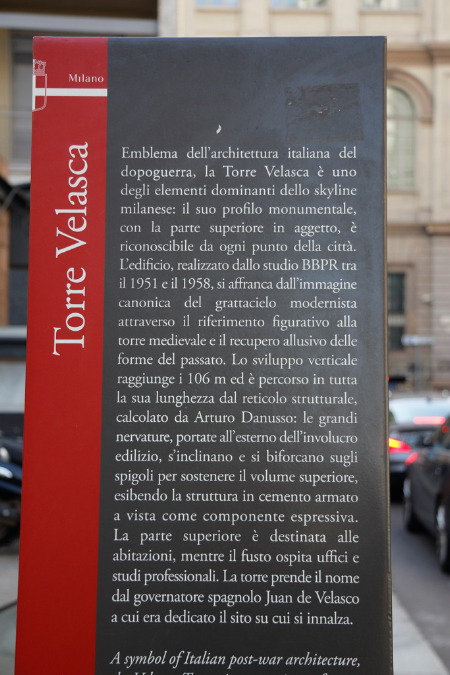 Milano
Torre Velasca
Emblema dell'architettura italiana del
dopoguerra, la Torre Velasca è uno
degli elementi dominanti dello skyline
milanese: il suo profilo monumentale,
con la parte superiore in aggetto, è
riconoscibile da ogni punto della città.
L'edificio, realizzato dallo studio BBPR tra
il 1951 e il 1958, si affranca dall'immagine
canonica del grattacielo modernista
attraverso il riferimento figurativo alla
torre medievale e il recupero allusivo delle
forme del passato. Lo sviluppo verticale
raggiunge i 106 m ed è percorso in tutta
la sua lunghezza dal reticolo strutturale,
calcolato da Arturo Danusso: le grandi
nervature, portate all'esterno dell'involucro
edilizio, s'inclinano e si biforcano sugli
spigoli per sostenere il volume superiore,
esibendo la struttura in cemento armato
a vista come componente espressiva.
La parte superiore è destinata alle
abitazioni, mentre il fusto ospita uffici e
studi professionali. La torre prende il nome
dal governatore spagnolo Juan de Velasco
a cui era dedicato il sito su cui si innalza.
A symbol of Italian post-war architecture,